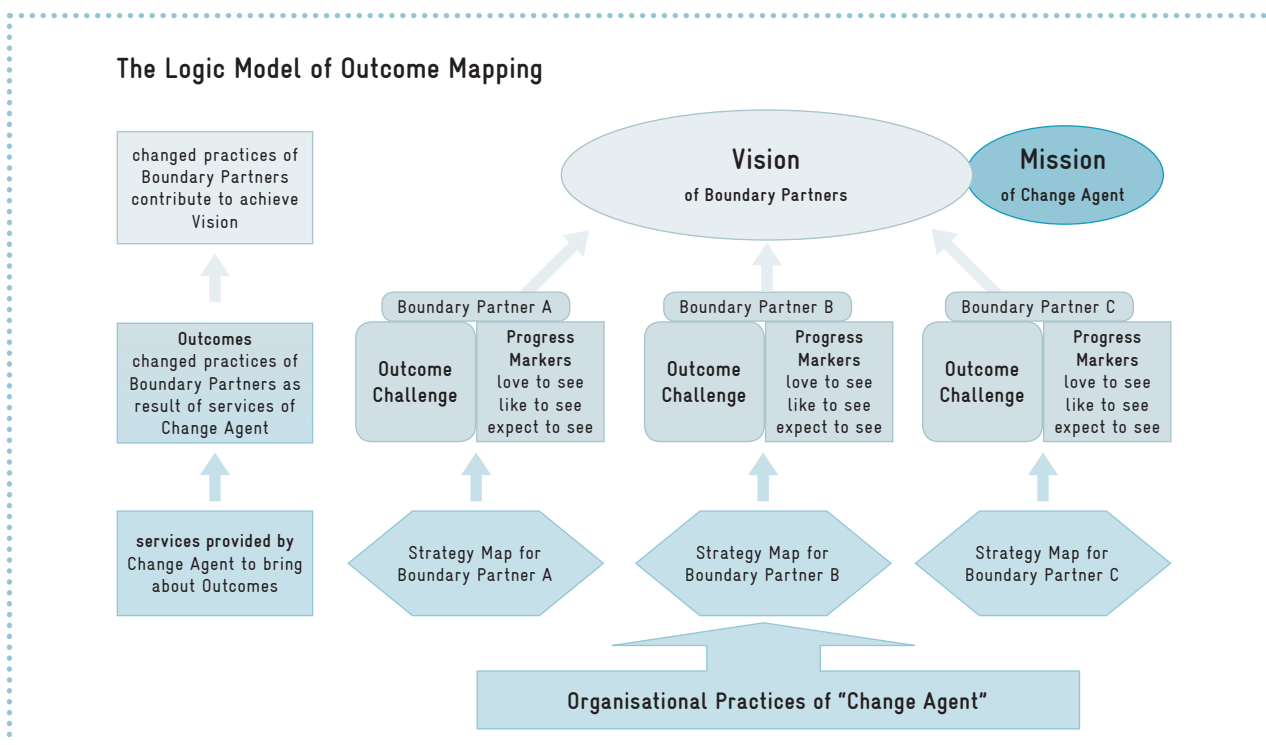 The Logic Model of Outcome Mapping
changed practices of
Boundary Partners
contribute to achieve
Vision
Vision
of Boundary Partners
Mission
of Change Agent
Outcomes
changed practices of
Boundary Partners as
result of services of
Change Agent
Boundary Partner A
Outcome
Challenge
Progress
Markers
love to see
like to see
expect to see
Boundary Partner B
Outcome
Challenge
Progress
Markers
love to see
like to see
expect to see
Boundary Partner C
Outcome
Challenge
Progress
Markers
love to see
like to see
expect to see
services provided by
Change Agent to bring
about Outcomes
Strategy Map for
Boundary Partner A
Strategy Map for
Boundary Partner B
Strategy Map for
Boundary Partner C
Organisational Practices of “Change Agent”